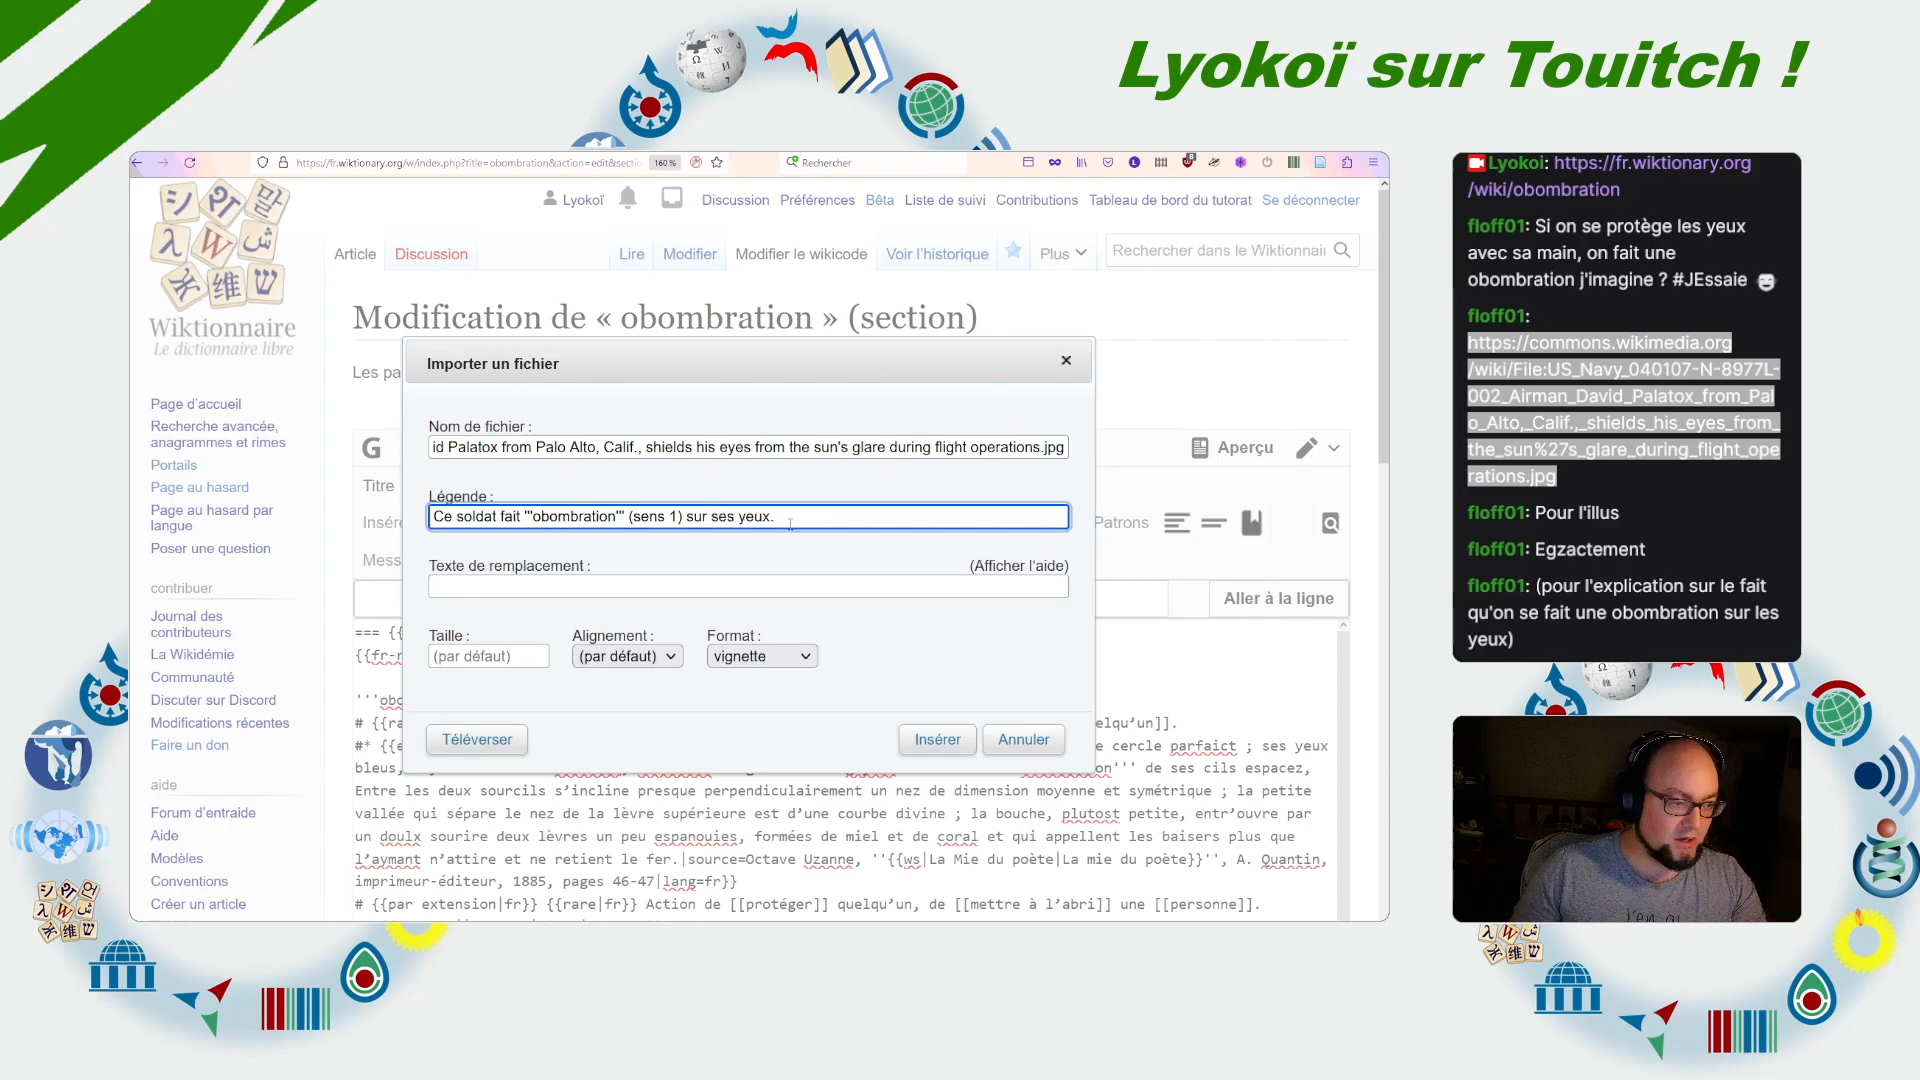 Lyokoï sur Touitch !
https://fr.wiktionary.org/w/index.php?title=obombration&action=edit&sectio
160 %
Rechercher
Lyokoï
Discussion
Préférences
Bêta
Liste de suivi
Contributions
Tableau de bord du tutorat
Se déconnecter
Article
Discussion
Lire
Modifier
Modifier le wikicode
Voir l’historique
Plus
Rechercher dans le Wiktionnair
Wiktionnaire
Le dictionnaire libre
Page d’accueil
Recherche avancée,
anagrammes et rimes
Portails
Page au hasard
Page au hasard par
langue
Poser une question
contribuer
Journal des
contributeurs
La Wikidémie
Communauté
Discuter sur Discord
Modifications récentes
Faire un don
aide
Forum d’entraide
Aide
Modèles
Conventions
Créer un article
Modification de « obombration » (section)
Les pa
G
Aperçu
Titre
Insére
Patrons
Mess
Aller à la ligne
Importer un fichier
Nom de fichier :
id Palatox from Palo Alto, Calif., shields his eyes from the sun's glare during flight operations.jpg
Légende :
Ce soldat fait '''obombration''' (sens 1) sur ses yeux.
Texte de remplacement :
(Afficher l’aide)
Taille :
Alignement :
Format :
(par défaut)
(par défaut)
vignette
Téléverser
Insérer
Annuler
=== {{
{{fr-r
'''obo
# {{ra
elqu’un]].
#* {{e
e cercle parfaict ; ses yeux
bleus,
on''' de ses cils espacez,
Entre les deux sourcils s’incline presque perpendiculairement un nez de dimension moyenne et symétrique ; la petite
vallée qui sépare le nez de la lèvre supérieure est d’une courbe divine ; la bouche, plutost petite, entr’ouvre par
un doulx sourire deux lèvres un peu espanouies, formées de miel et de coral et qui appellent les baisers plus que
l’aymant n’attire et ne retient le fer.|source=Octave Uzanne, ''{{ws|La Mie du poète|La mie du poète}}'', A. Quantin,
imprimeur-éditeur, 1885, pages 46-47|lang=fr}}
# {{par extension|fr}} {{rare|fr}} Action de [[protéger]] quelqu’un, de [[mettre à l’abri]] une [[personne]].
Lyokoi: https://fr.wiktionary.org
/wiki/obombration
floff01: Si on se protège les yeux
avec sa main, on fait une
obombration j'imagine ? #JEssaie
floff01:
https://commons.wikimedia.org
/wiki/File:US_Navy_040107-N-8977L-
002_Airman_David_Palatox_from_Pal
o_Alto,_Calif.,_shields_his_eyes_from_
the_sun%27s_glare_during_flight_ope
rations.jpg
floff01: Pour l'illus
floff01: Egzactement
floff01: (pour l'explication sur le fait
qu'on se fait une obombration sur les
yeux)